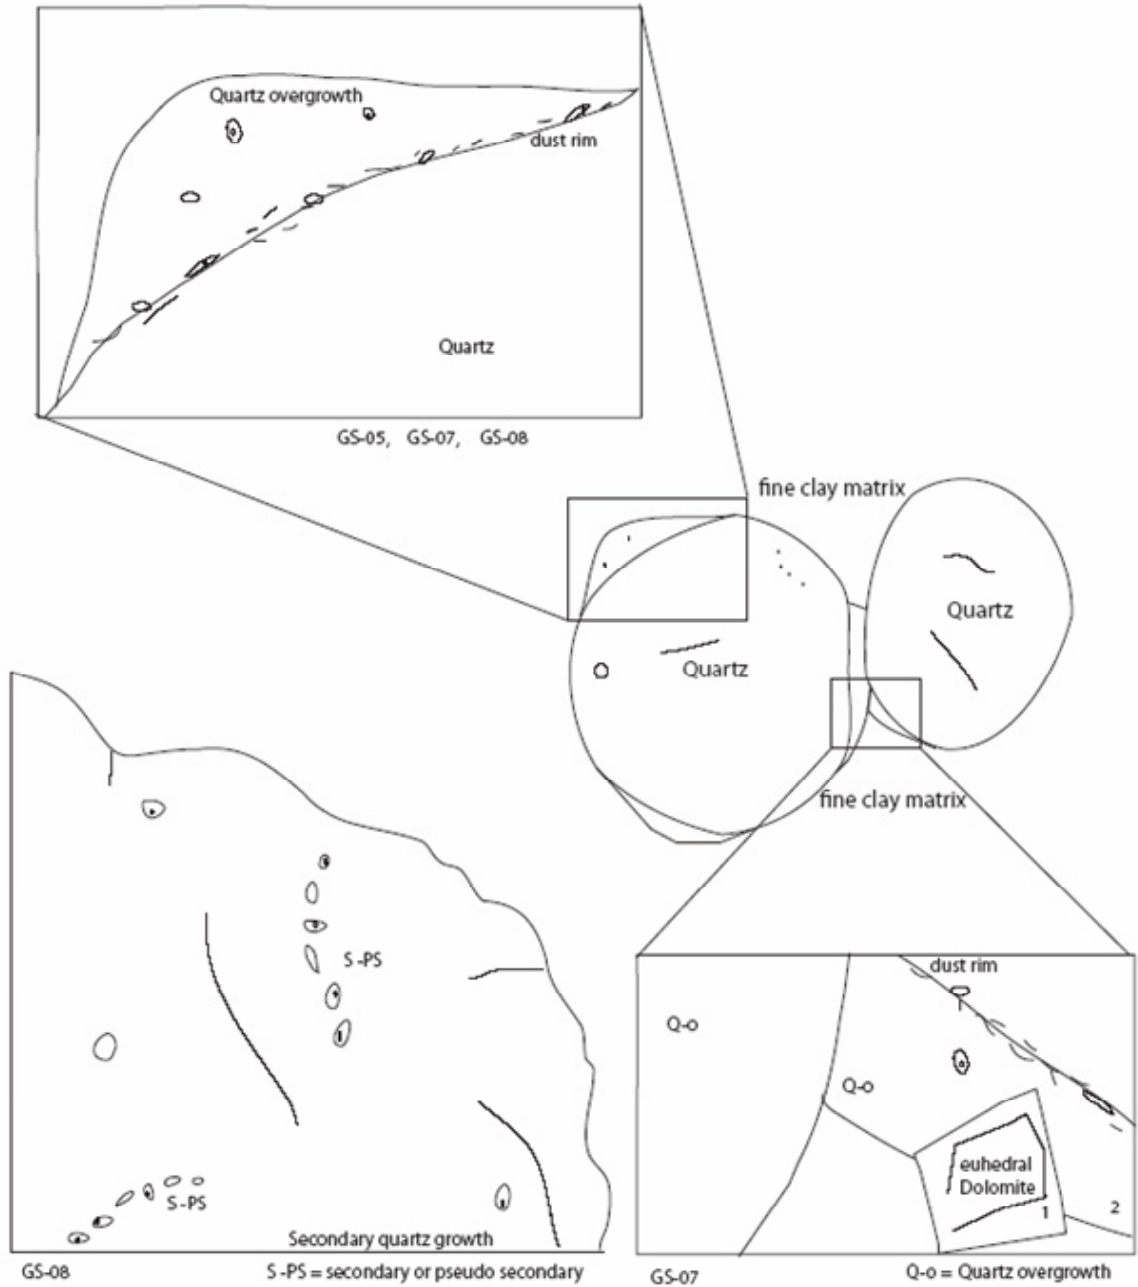 Quartz overgrowth
dust rim
Quartz
GS-05, GS-07, GS-08
fine clay matrix
Quartz
Quartz
fine clay matrix
S -PS
S -PS
Secondary quartz growth
GS-08
S -PS = secondary or pseudo secondary
dust rim
Q-o
Q-o
euhedral
Dolomite
1
2
GS-07
Q-o = Quartz overgrowth